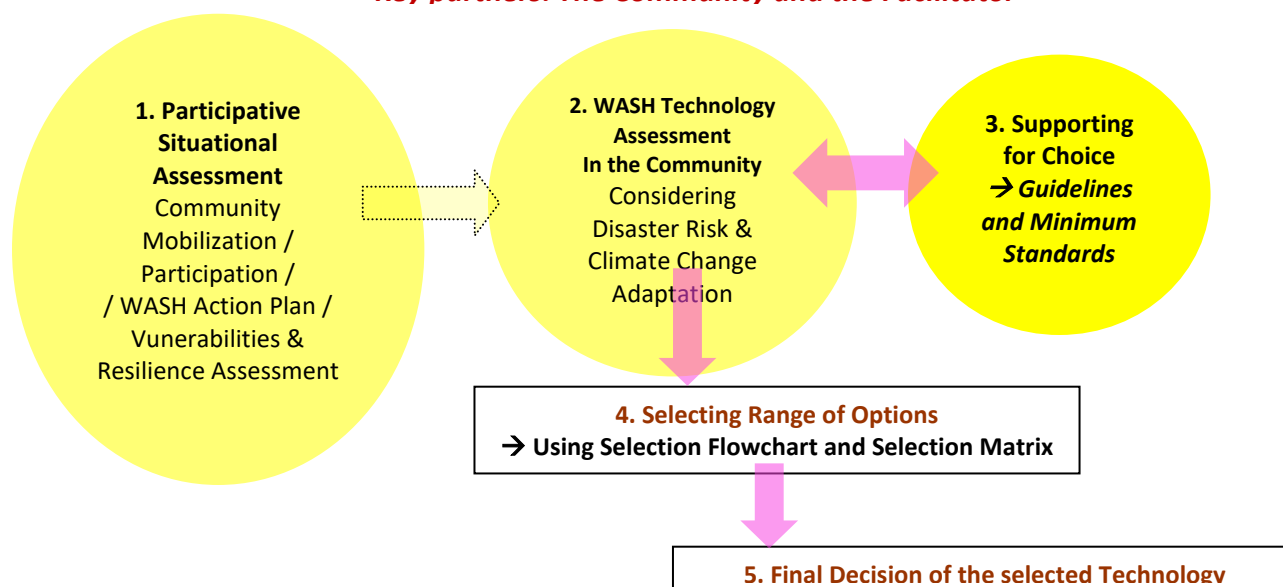 1. Participative
Situational
Assessment
Community
Mobilization /
Participation /
/ WASH Action Plan /
Vunerabilities &
Resilience Assessment
2. WASH Technology
Assessment
In the Community
Considering
Disaster Risk &
Climate Change
Adaptation
3. Supporting
for Choice
→ Guidelines
and Minimum
Standards
4. Selecting Range of Options
→ Using Selection Flowchart and Selection Matrix
5. Final Decision of the selected Technology